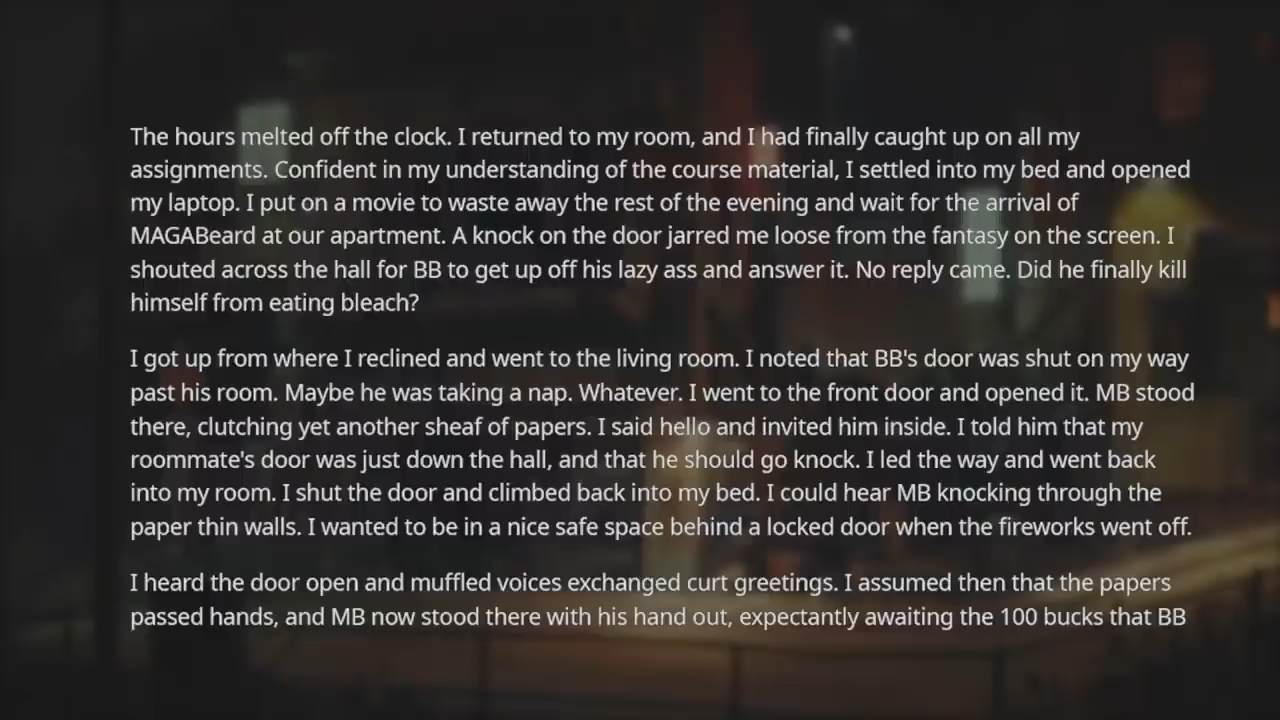 The hours melted off the clock. I returned to my room, and I had finally caught up on all my
assignments. Confident in my understanding of the course material, I settled into my bed and opened
my laptop. I put on a movie to waste away the rest of the evening and wait for the arrival of
MAGABeard at our apartment. A knock on the door jarred me loose from the fantasy on the screen. I
shouted across the hall for BB to get up off his lazy ass and answer it. No reply came. Did he finally kill
himself from eating bleach?
I got up from where I reclined and went to the living room. I noted that BB's door was shut on my way
past his room. Maybe he was taking a nap. Whatever. I went to the front door and opened it. MB stood
there, clutching yet another sheaf of papers. I said hello and invited him inside. I told him that my
roommate's door was just down the hall, and that he should go knock. I led the way and went back
into my room. I shut the door and climbed back into my bed. I could hear MB knocking through the
paper thin walls. I wanted to be in a nice safe space behind a locked door when the fireworks went off.
I heard the door open and muffled voices exchanged curt greetings. I assumed then that the papers
passed hands, and MB now stood there with his hand out, expectantly awaiting the 100 bucks that BB